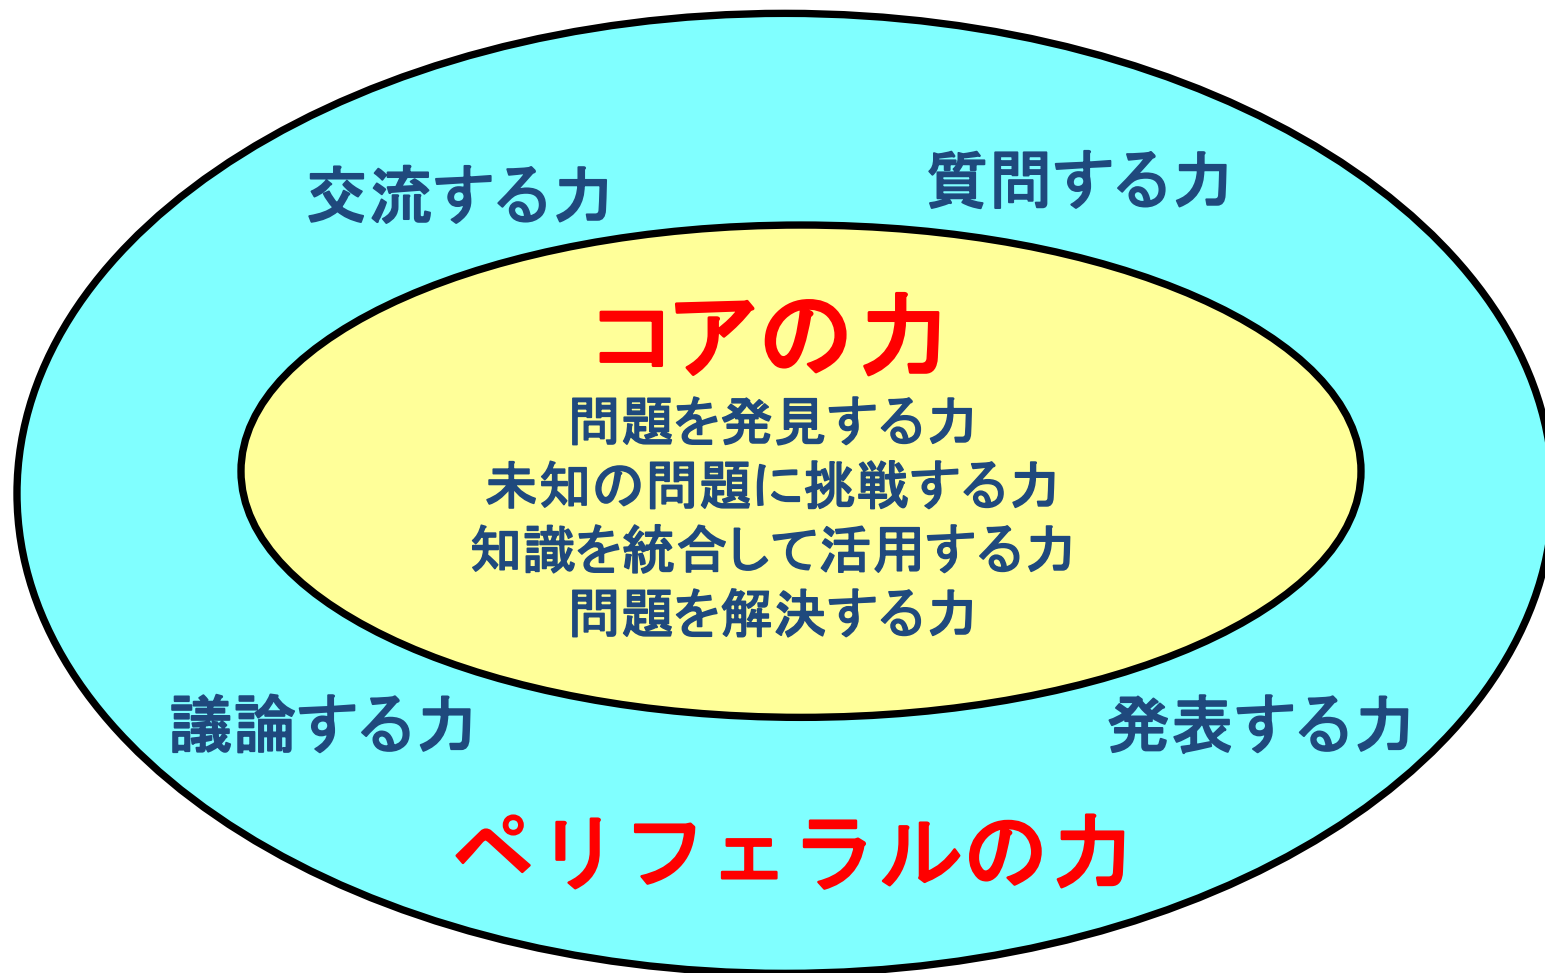 交流する力
質問する力
コアの力
問題を発見する力
未知の問題に挑戦する力
知識を統合して活用する力
問題を解決する力
議論する力
発表する力
ペリフェラルの力